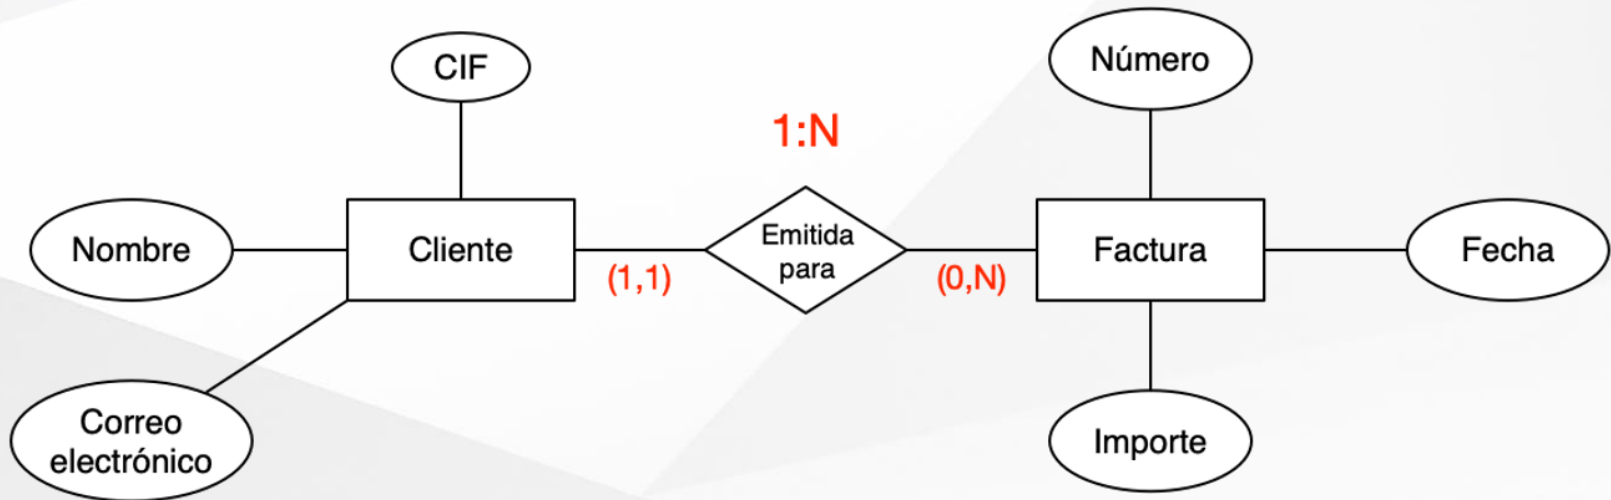 CIF
Número
1:N
Nombre
Cliente
(1,1)
Emitida
para
(0,N)
Factura
Fecha
Correo
electrónico
Importe